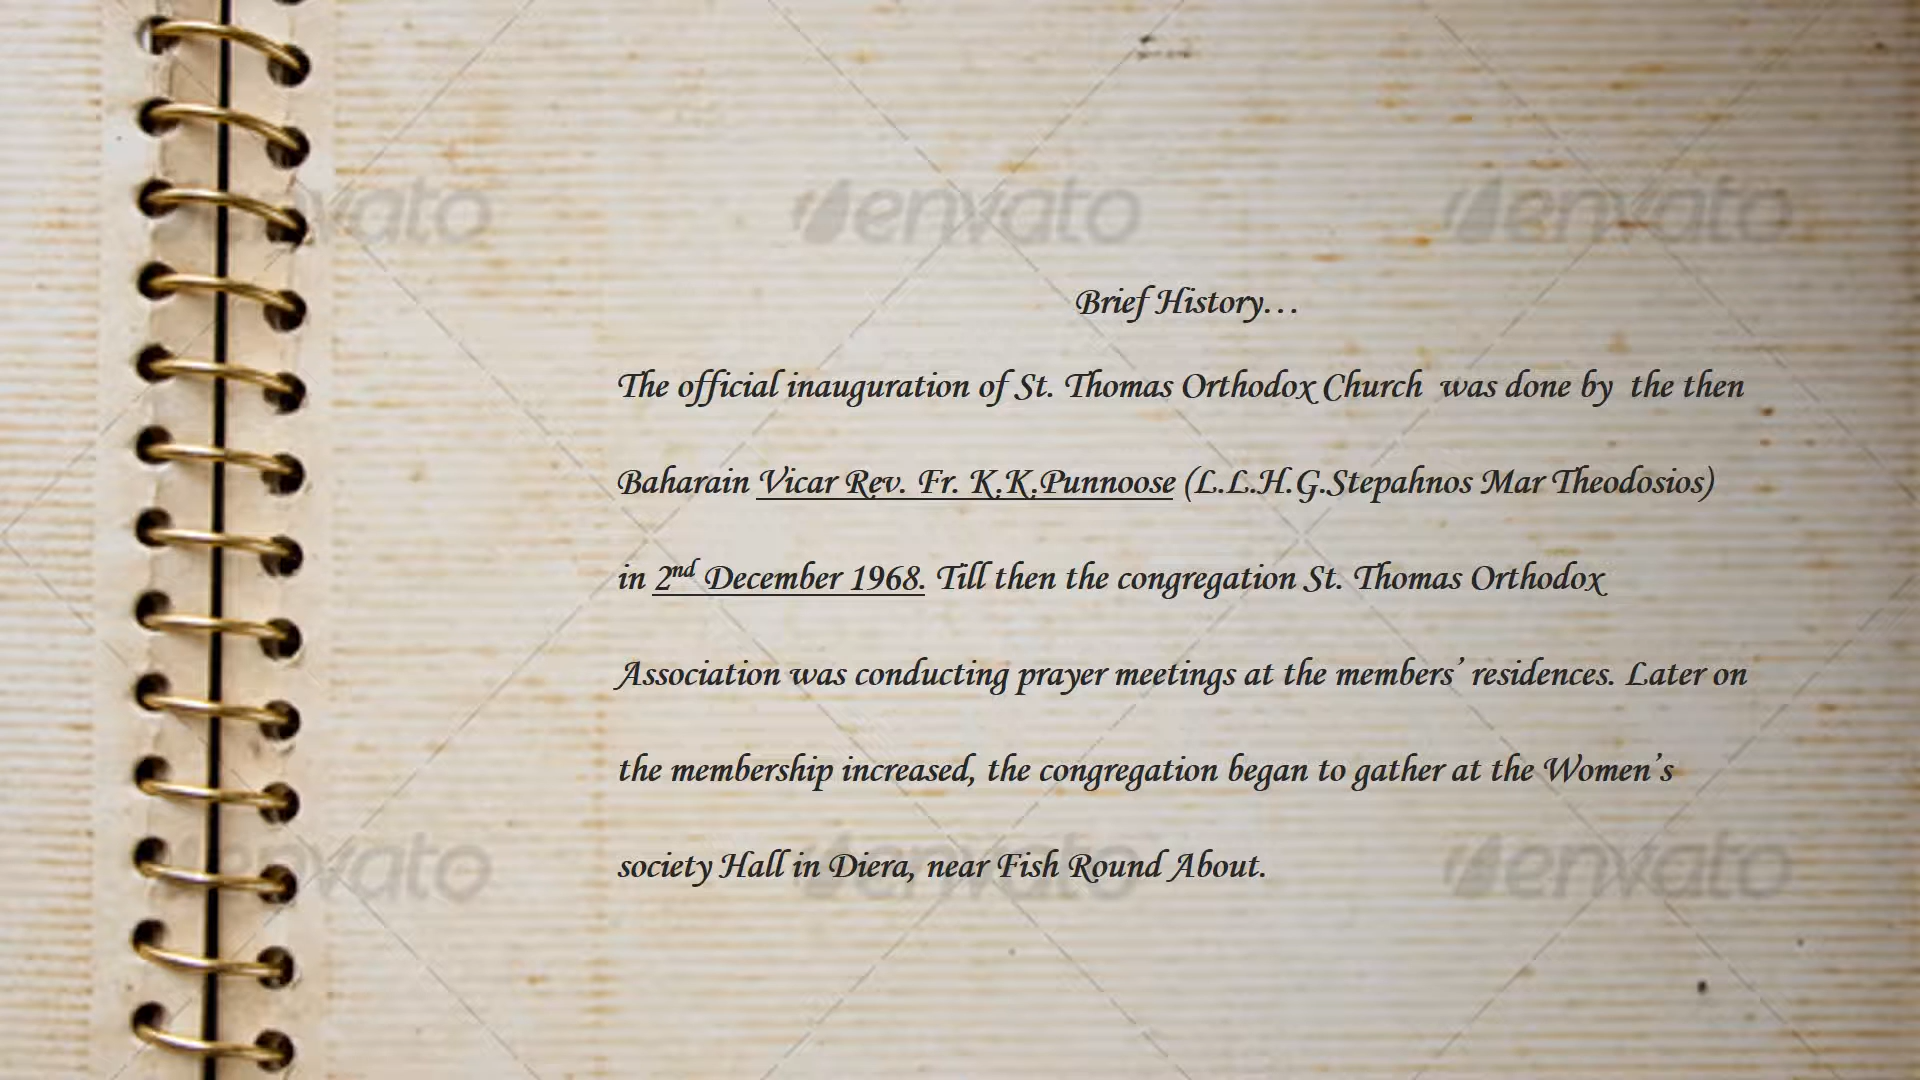 envato envato envato
Brief History…
The official inauguration of St. Thomas Orthodox Church was done by the then
Baharain Vicar Rev. Fr. K.K.Punnoose (L.L.H.G.Stepahnos Mar Theodosios)
in 2nd December 1968. Till then the congregation St. Thomas Orthodox
Association was conducting prayer meetings at the members’ residences. Later on
the membership increased, the congregation began to gather at the Women’s
society Hall in Diera, near Fish Round About.
envato envato envato